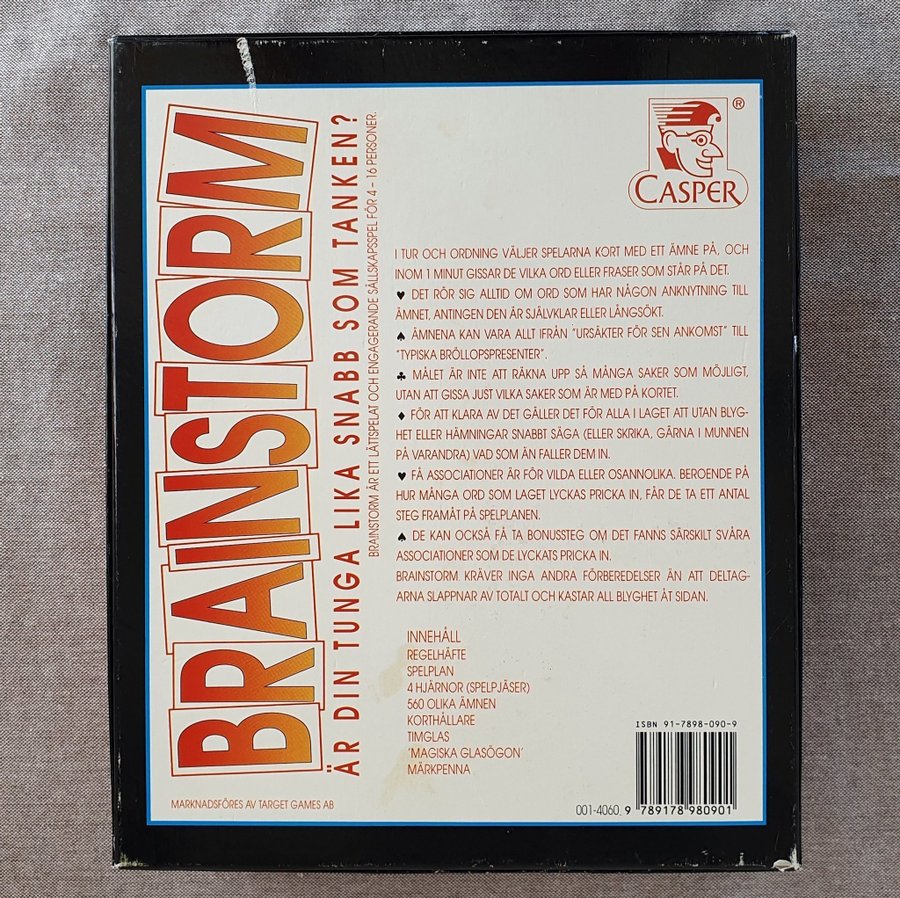 BRAINSTORM
ÄR DIN TUNGA LIKA SNABB SOM TANKEN?
BRAINSTORM ÄR ETT LÄTTSPELAT OCH ENGAGERANDE SÄLLSKAPSSPEL FÖR 4 – 16 PERSONER.
®
CASPER
I TUR OCH ORDNING VÄLJER SPELARNA KORT MED ETT ÄMNE PÅ, OCH
INOM 1 MINUT GISSAR DE VILKA ORD ELLER FRASER SOM STÅR PÅ DET.
♥ DET RÖR SIG ALLTID OM ORD SOM HAR NÅGON ANKNYTNING TILL
ÄMNET, ANTINGEN DEN ÄR SJÄLVKLAR ELLER LÅNGSÖKT.
♠ ÄMNENA KAN VARA ALLT IFRÅN "URSÄKTER FÖR SEN ANKOMST" TILL
"TYPISKA BRÖLLOPSPRESENTER".
♣ MÅLET ÄR INTE ATT RÄKNA UPP SÅ MÅNGA SAKER SOM MÖJLIGT,
UTAN ATT GISSA JUST VILKA SAKER SOM ÄR MED PÅ KORTET.
♦ FÖR ATT KLARA AV DET GÄLLER DET FÖR ALLA I LAGET ATT UTAN BLYG-
HET ELLER HÄMNINGAR SNABBT SÄGA (ELLER SKRIKA, GÄRNA I MUNNEN
PÅ VARANDRA) VAD SOM ÄN FALLER DEM IN.
♥ FÅ ASSOCIATIONER ÄR FÖR VILDA ELLER OSANNOLIKA. BEROENDE PÅ
HUR MÅNGA ORD SOM LAGET LYCKAS PRICKA IN, FÅR DE TA ETT ANTAL
STEG FRAMÅT PÅ SPELPLANEN.
♠ DE KAN OCKSÅ FÅ TA BONUSSTEG OM DET FANNS SÄRSKILT SVÅRA
ASSOCIATIONER SOM DE LYCKATS PRICKA IN.
BRAINSTORM KRÄVER INGA ANDRA FÖRBEREDELSER ÄN ATT DELTAG-
ARNA SLAPPNAR AV TOTALT OCH KASTAR ALL BLYGHET ÅT SIDAN.
INNEHÅLL
REGELHÄFTE
SPELPLAN
4 HJÄRNOR (SPELPJÄSER)
560 OLIKA ÄMNEN
KORTHÅLLARE
TIMGLAS
'MAGISKA GLASÖGON'
MÄRKPENNA
MARKNADSFÖRES AV TARGET GAMES AB
ISBN 91-7898-090-9
001-4060
9 789178 980901